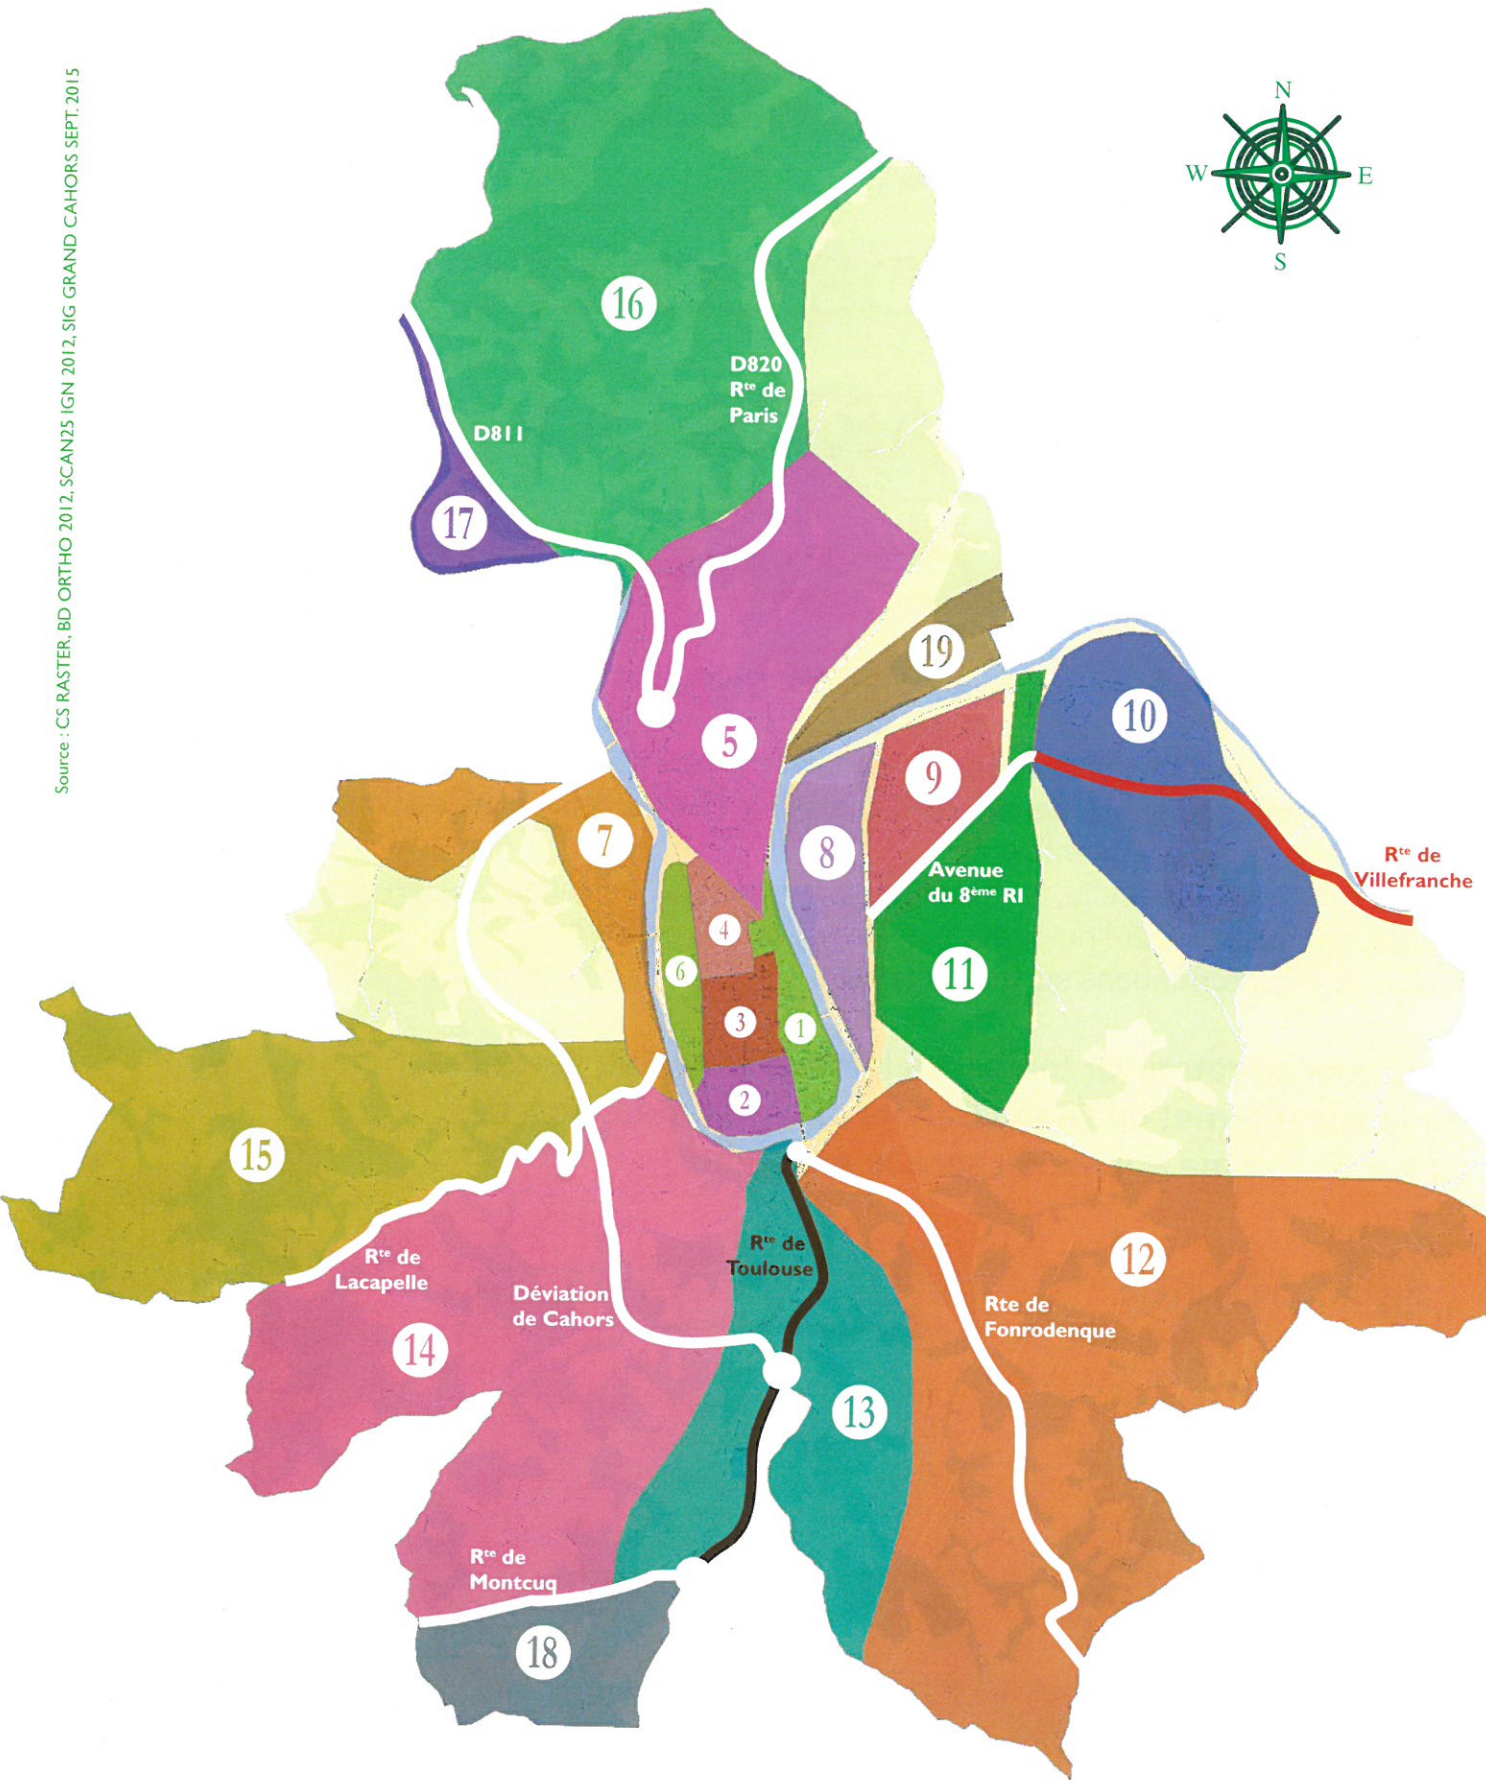 Source : CS RASTER, BD ORTHO 2012, SCAN25 IGN 2012, SIG GRAND CAHORS SEPT. 2015
N
W
E
S
16
D820
Rte de
Paris
D811
17
19
10
5
9
7
8
Rte de
Villefranche
Avenue
du 8ème RI
4
6
11
3
1
2
15
Rte de
Lacapelle
Rte de
Toulouse
12
Déviation
de Cahors
Rte de
Fonrodenque
14
13
Rte de
Montcuq
18